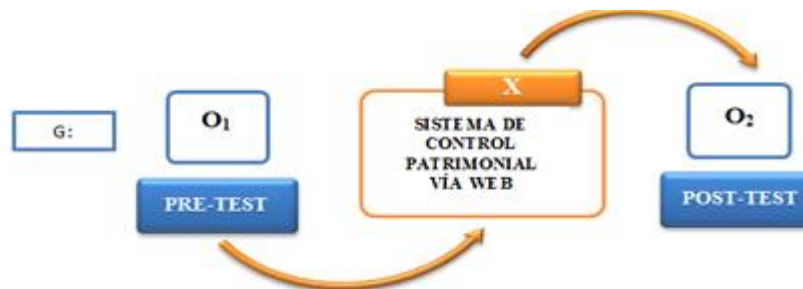 G:
O₁
PRE-TEST
X
SISTEMA DE
CONTROL
PATRIMONIAL
VÍA WEB
O₂
POST-TEST